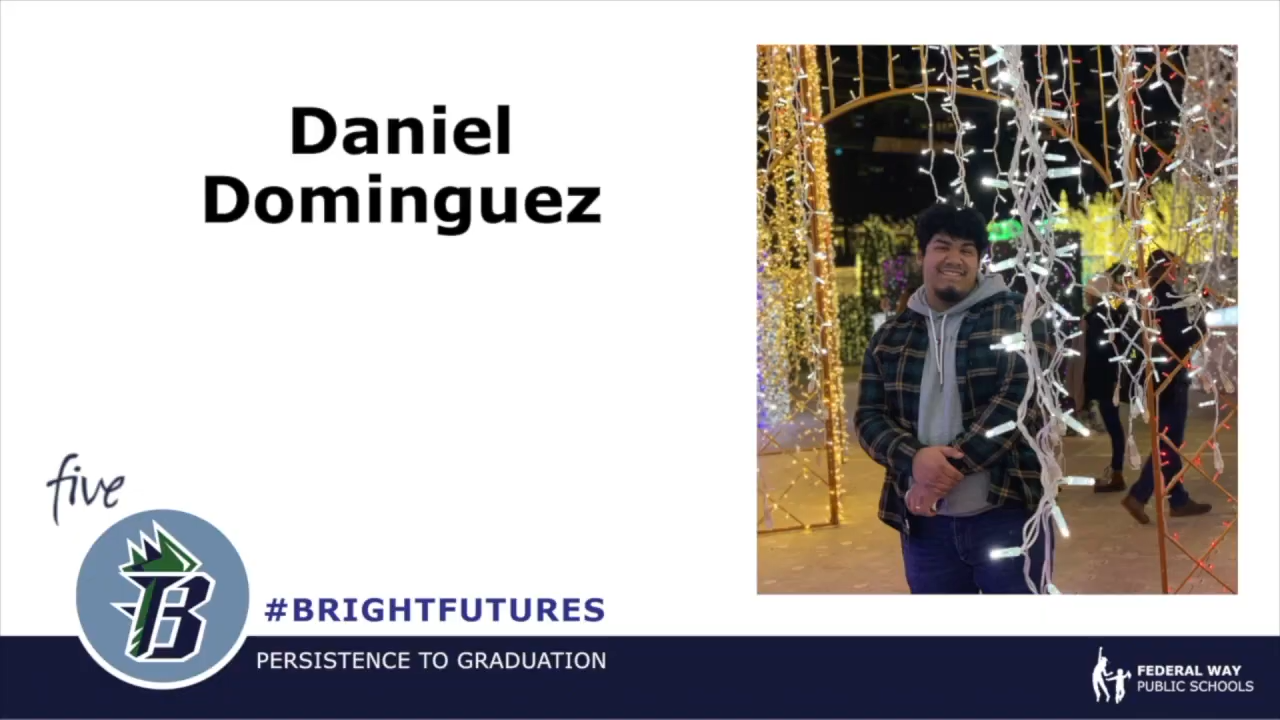 Daniel
Dominguez
five
B
#BRIGHTFUTURES
PERSISTENCE TO GRADUATION
FEDERAL WAY
PUBLIC SCHOOLS